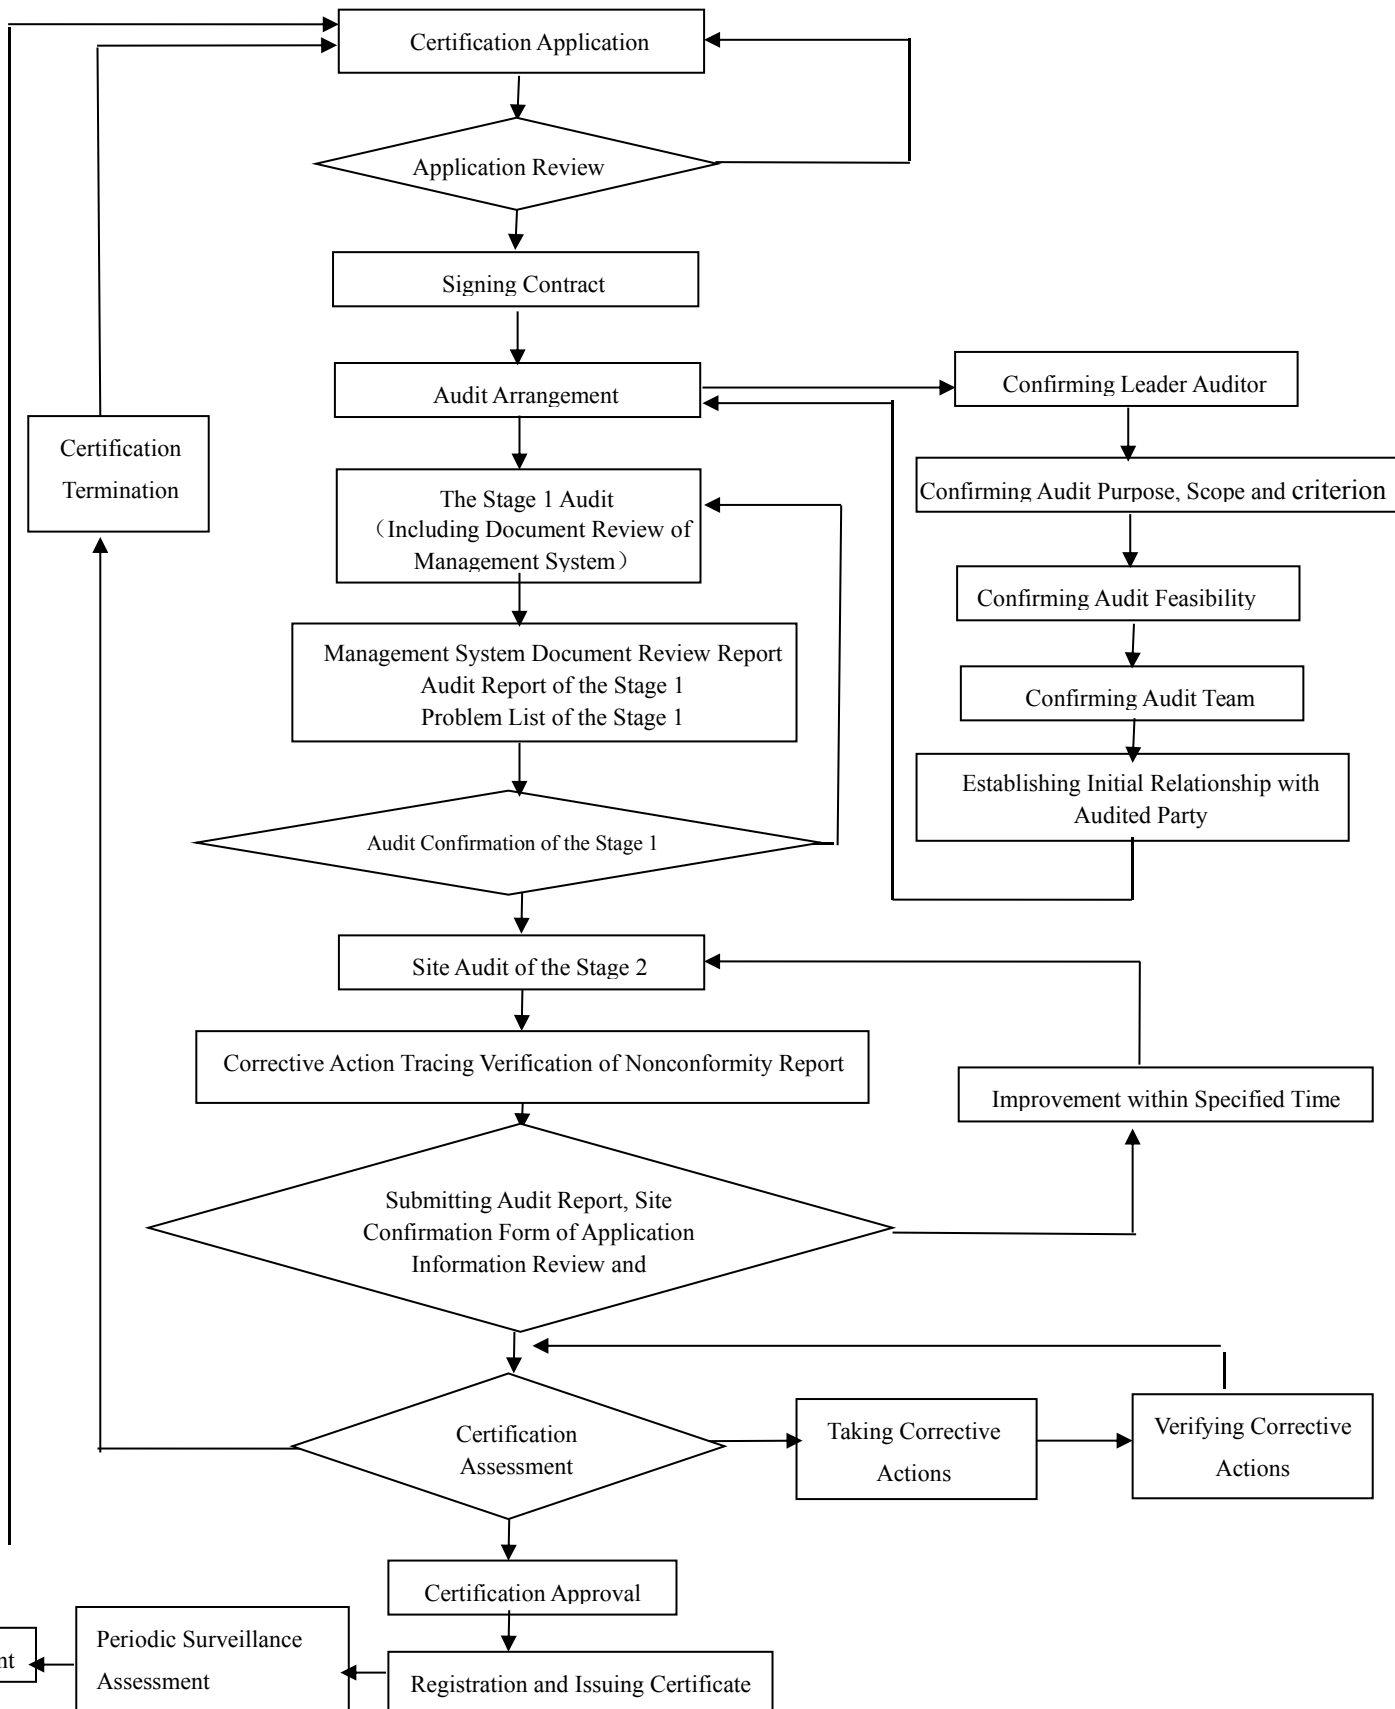 Certification Application
Application Review
Signing Contract
Audit Arrangement
Confirming Leader Auditor
Certification
Termination
Confirming Audit Purpose, Scope and criterion
The Stage 1 Audit
（Including Document Review of
Management System）
Confirming Audit Feasibility
Management System Document Review Report
Audit Report of the Stage 1
Problem List of the Stage 1
Confirming Audit Team
Establishing Initial Relationship with
Audited Party
Audit Confirmation of the Stage 1
Site Audit of the Stage 2
Corrective Action Tracing Verification of Nonconformity Report
Improvement within Specified Time
Submitting Audit Report, Site
Confirmation Form of Application
Information Review and
Certification
Assessment
Taking Corrective
Actions
Verifying Corrective
Actions
Certification Approval
Periodic Surveillance
Assessment
nt
Registration and Issuing Certificate